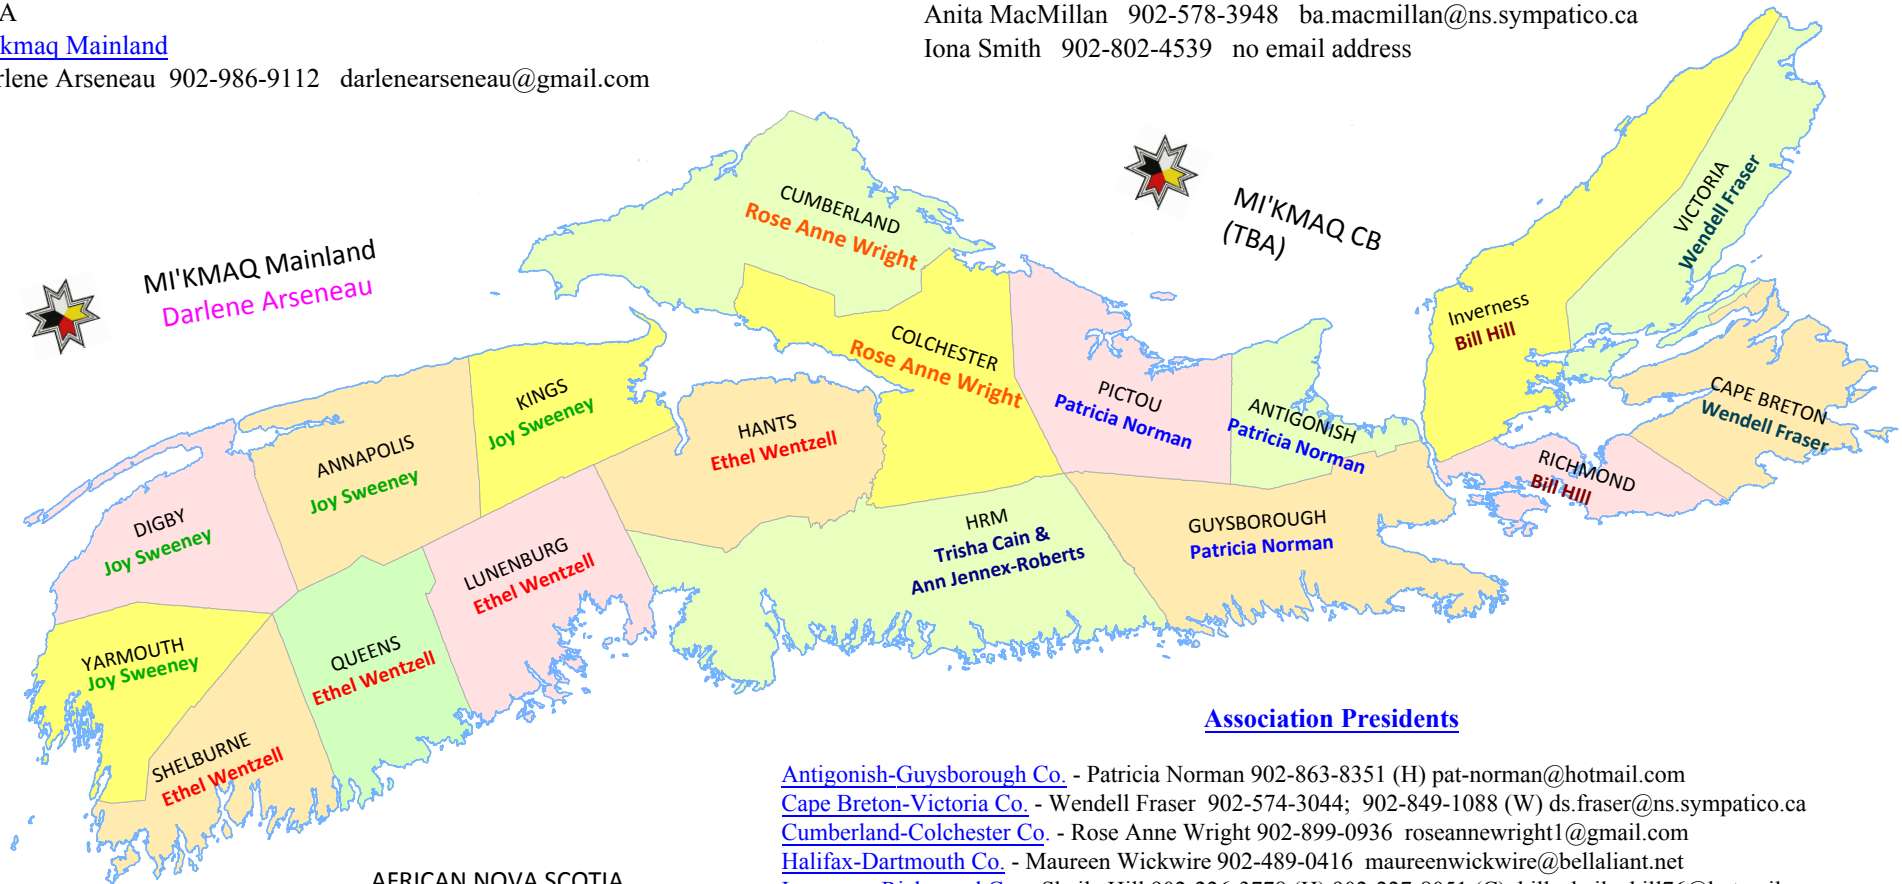 A
kmaq Mainland
rlene Arseneau 902-986-9112 darlenearseneau@gmail.com
Anita MacMillan 902-578-3948 ba.macmillan@ns.sympatico.ca
Iona Smith 902-802-4539 no email address
MI'KMAQ Mainland
Darlene Arseneau
MI'KMAQ CB
(TBA)
CUMBERLAND
Rose Anne Wright
VICTORIA
Wendell Fraser
Inverness
Bill Hill
COLCHESTER
Rose Anne Wright
KINGS
Joy Sweeney
PICTOU
Patricia Norman
ANTIGONISH
Patricia Norman
CAPE BRETON
Wendell Fraser
HANTS
Ethel Wentzell
ANNAPOLIS
Joy Sweeney
RICHMOND
Bill HIll
DIGBY
Joy Sweeney
HRM
Trisha Cain &
Ann Jennex-Roberts
GUYSBOROUGH
Patricia Norman
LUNENBURG
Ethel Wentzell
YARMOUTH
Joy Sweeney
QUEENS
Ethel Wentzell
SHELBURNE
Ethel Wentzell
AFRICAN NOVA SCOTIA
Association Presidents
Antigonish-Guysborough Co. - Patricia Norman 902-863-8351 (H) pat-norman@hotmail.com
Cape Breton-Victoria Co. - Wendell Fraser 902-574-3044; 902-849-1088 (W) ds.fraser@ns.sympatico.ca
Cumberland-Colchester Co. - Rose Anne Wright 902-899-0936 roseannewright1@gmail.com
Halifax-Dartmouth Co. - Maureen Wickwire 902-489-0416 maureenwickwire@bellaliant.net